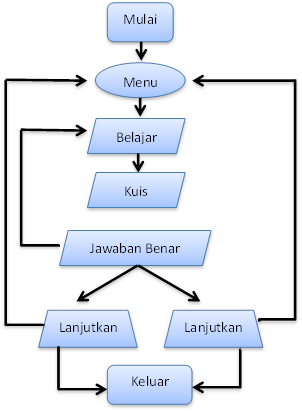 Mulai
Menu
Belajar
Kuis
Jawaban Benar
Lanjutkan
Lanjutkan
Keluar